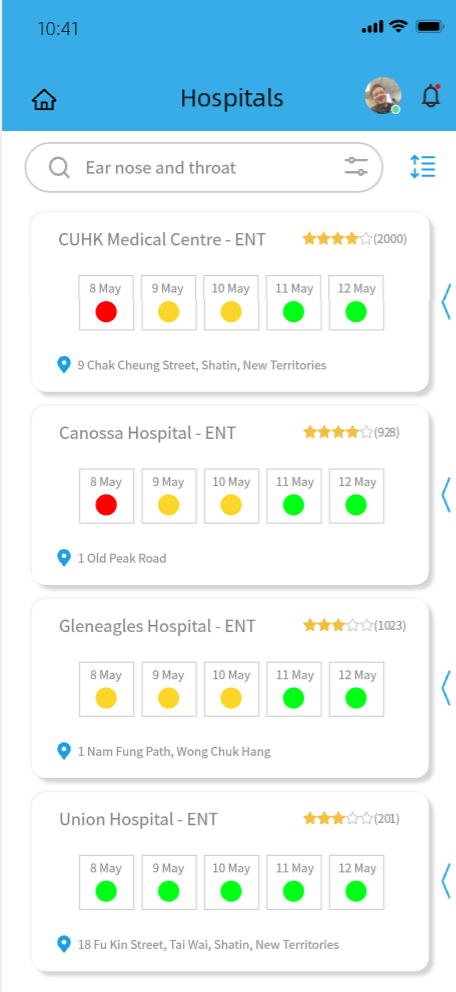 10:41
Hospitals
Ear nose and throat
CUHK Medical Centre - ENT (2000)
8 May 9 May 10 May 11 May 12 May
9 Chak Cheung Street, Shatin, New Territories
Canossa Hospital - ENT (928)
8 May 9 May 10 May 11 May 12 May
1 Old Peak Road
Gleneagles Hospital - ENT (1023)
8 May 9 May 10 May 11 May 12 May
1 Nam Fung Path, Wong Chuk Hang
Union Hospital - ENT (201)
8 May 9 May 10 May 11 May 12 May
18 Fu Kin Street, Tai Wai, Shatin, New Territories